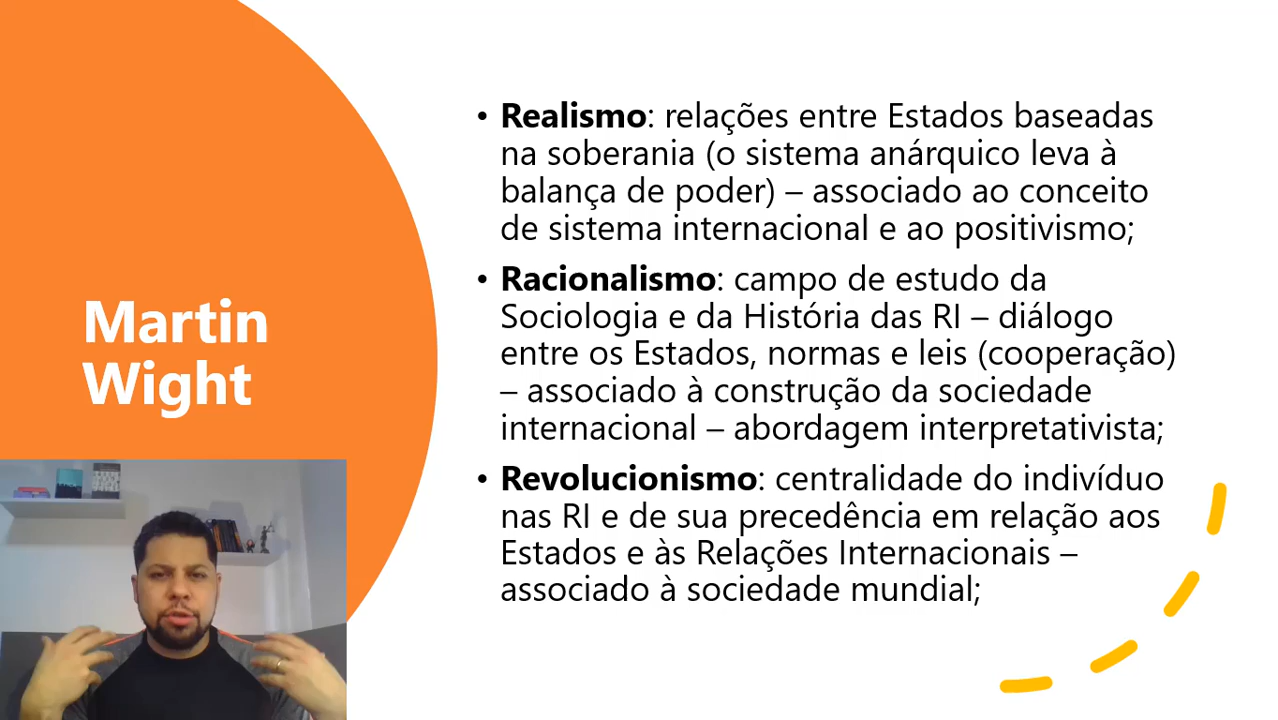 Martin
Wight
• Realismo: relações entre Estados baseadas
na soberania (o sistema anárquico leva à
balança de poder) – associado ao conceito
de sistema internacional e ao positivismo;
• Racionalismo: campo de estudo da
Sociologia e da História das RI – diálogo
entre os Estados, normas e leis (cooperação)
– associado à construção da sociedade
internacional – abordagem interpretativista;
• Revolucionismo: centralidade do indivíduo
nas RI e de sua precedência em relação aos
Estados e às Relações Internacionais –
associado à sociedade mundial;